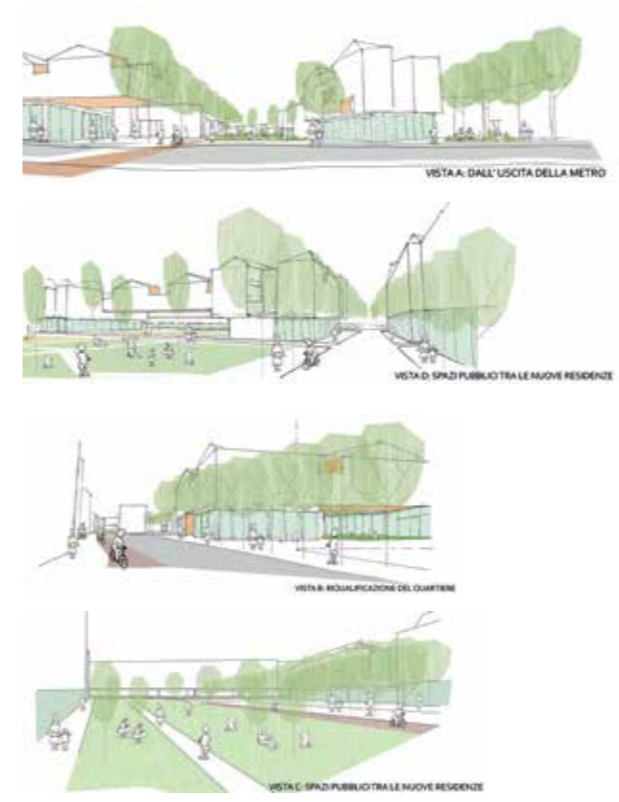 VISTA A: DALL' USCITA DELLA METRO
VISTA D: SPAZI PUBBLICI TRA LE NUOVE RESIDENZE
VISTA B: RIQUALIFICAZIONE DEL QUARTIERE
VISTA C: SPAZI PUBBLICI TRA LE NUOVE RESIDENZE